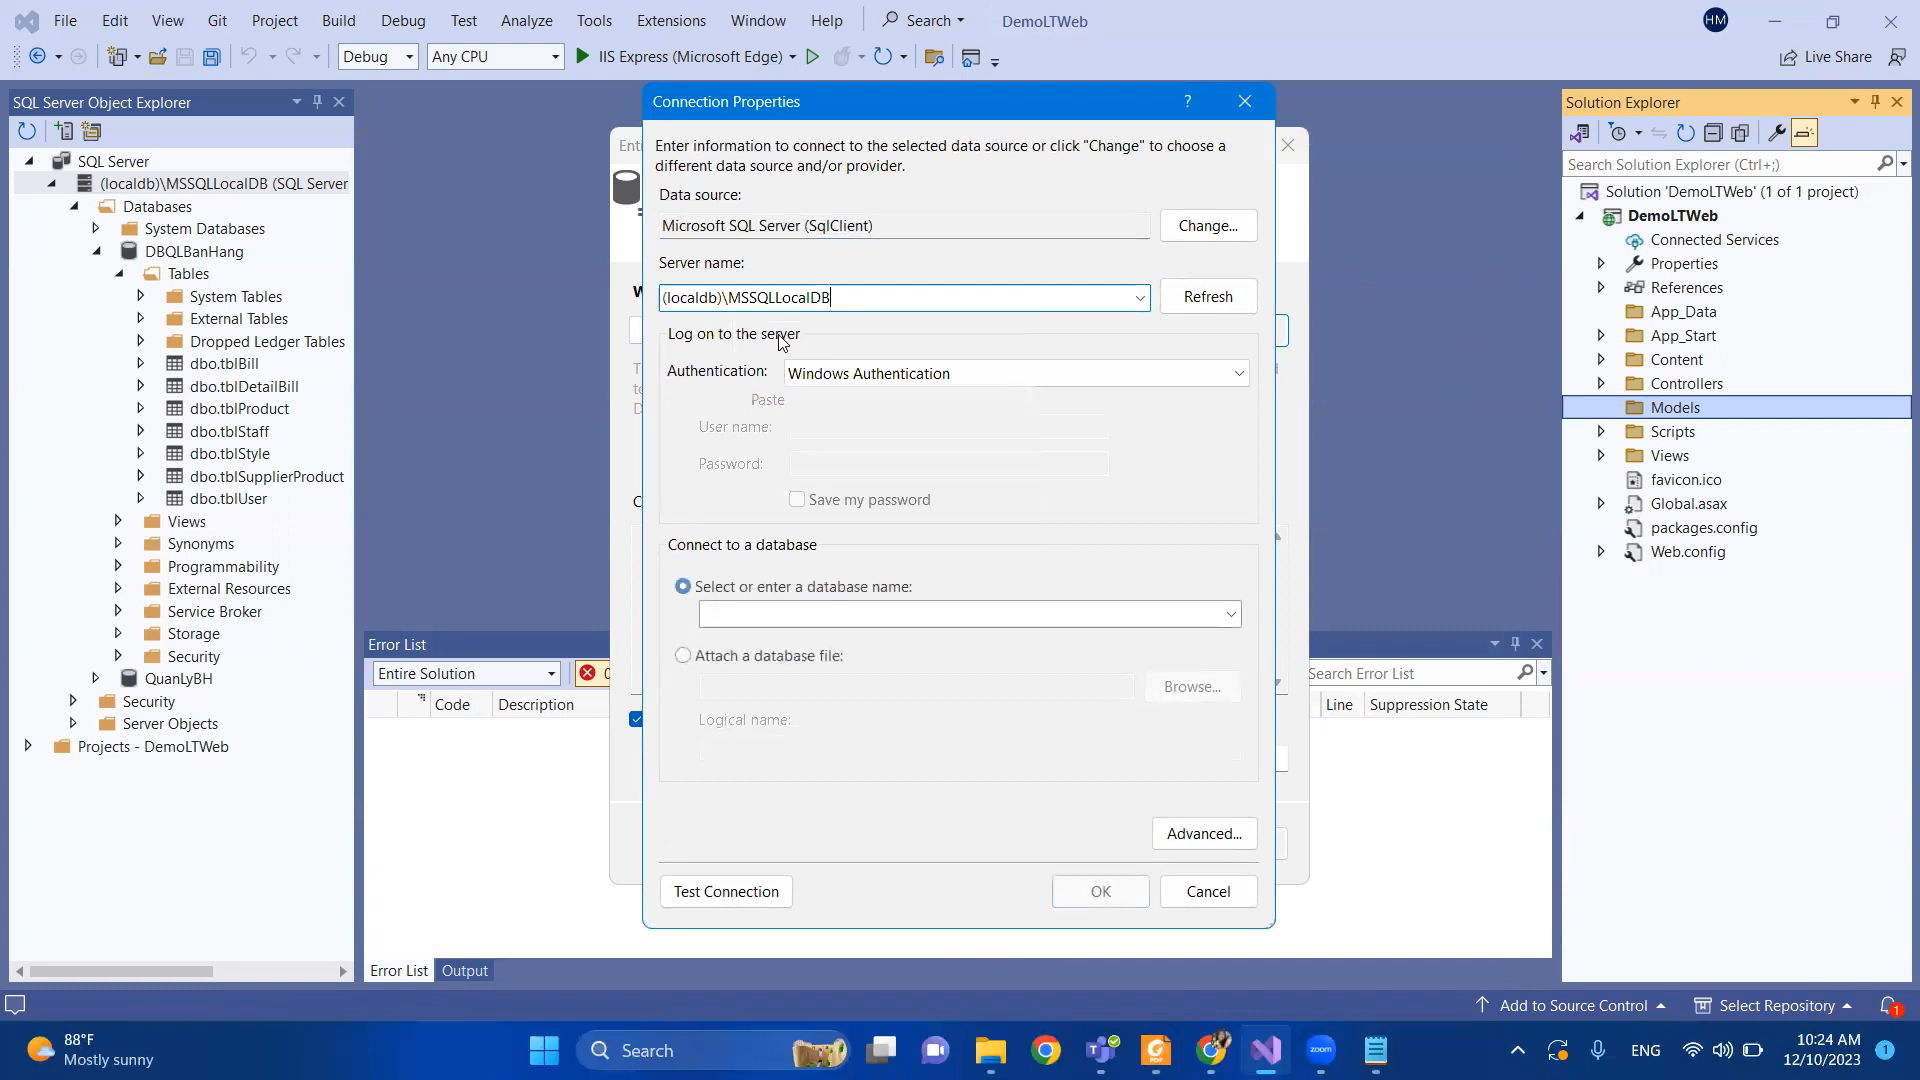 File Edit View Git Project Build Debug Test Analyze Tools Extensions Window Help Search DemoLTWeb HM
Debug Any CPU IIS Express (Microsoft Edge) Live Share
SQL Server Object Explorer
SQL Server
(localdb)\MSSQLLocalDB (SQL Server
Databases
System Databases
DBQLBanHang
Tables
System Tables
External Tables
Dropped Ledger Tables
dbo.tblBill
dbo.tblDetailBill
dbo.tblProduct
dbo.tblStaff
dbo.tblStyle
dbo.tblSupplierProduct
dbo.tblUser
Views
Synonyms
Programmability
External Resources
Service Broker
Storage
Security
QuanLyBH
Security
Server Objects
Projects - DemoLTWeb
Connection Properties ?
Enter information to connect to the selected data source or click "Change" to choose a
different data source and/or provider.
Data source:
Microsoft SQL Server (SqlClient) Change...
Server name:
(localdb)\MSSQLLocalDB Refresh
Log on to the server
Authentication: Windows Authentication
Paste
User name:
Password:
Save my password
Connect to a database
Select or enter a database name:
Attach a database file:
Browse...
Logical name:
Advanced...
Test Connection OK Cancel
Error List
Entire Solution 0 Search Error List
Code Description Line Suppression State
Error List Output
Solution Explorer
Search Solution Explorer (Ctrl+;)
Solution 'DemoLTWeb' (1 of 1 project)
DemoLTWeb
Connected Services
Properties
References
App_Data
App_Start
Content
Controllers
Models
Scripts
Views
favicon.ico
Global.asax
packages.config
Web.config
Add to Source Control Select Repository 1
88°F
Mostly sunny
Search
zoom
ENG
10:24 AM
12/10/2023
1